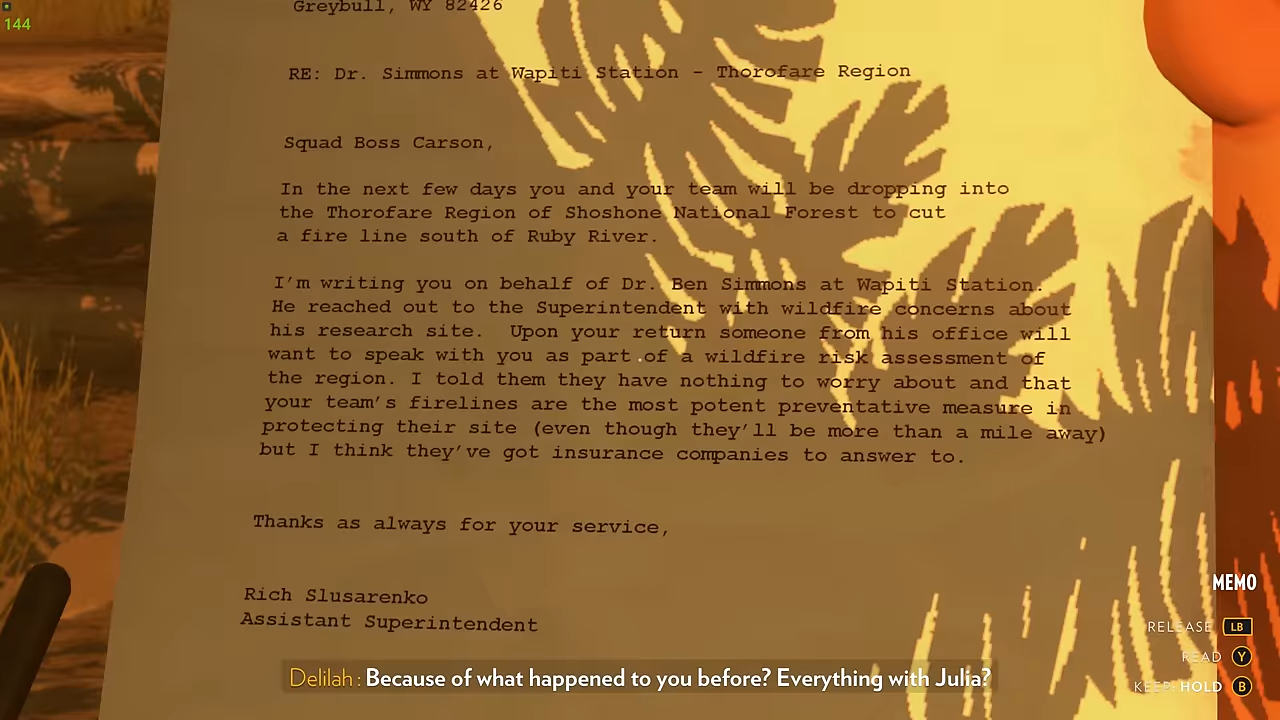 144
Greybull, WY 82426
RE: Dr. Simmons at Wapiti Station - Thorofare Region
Squad Boss Carson,
In the next few days you and your team will be dropping into
the Thorofare Region of Shoshone National Forest to cut
a fire line south of Ruby River.
I'm writing you on behalf of Dr. Ben Simmons at Wapiti Station.
He reached out to the Superintendent with wildfire concerns about
his research site. Upon your return someone from his office will
want to speak with you as part of a wildfire risk assessment of
the region. I told them they have nothing to worry about and that
your team's firelines are the most potent preventative measure in
protecting their site (even though they'll be more than a mile away)
but I think they've got insurance companies to answer to.
Thanks as always for your service,
Rich Slusarenko
Assistant Superintendent
MEMO
RELEASE LB
READ Y
KEEP: HOLD B
Delilah : Because of what happened to you before? Everything with Julia?